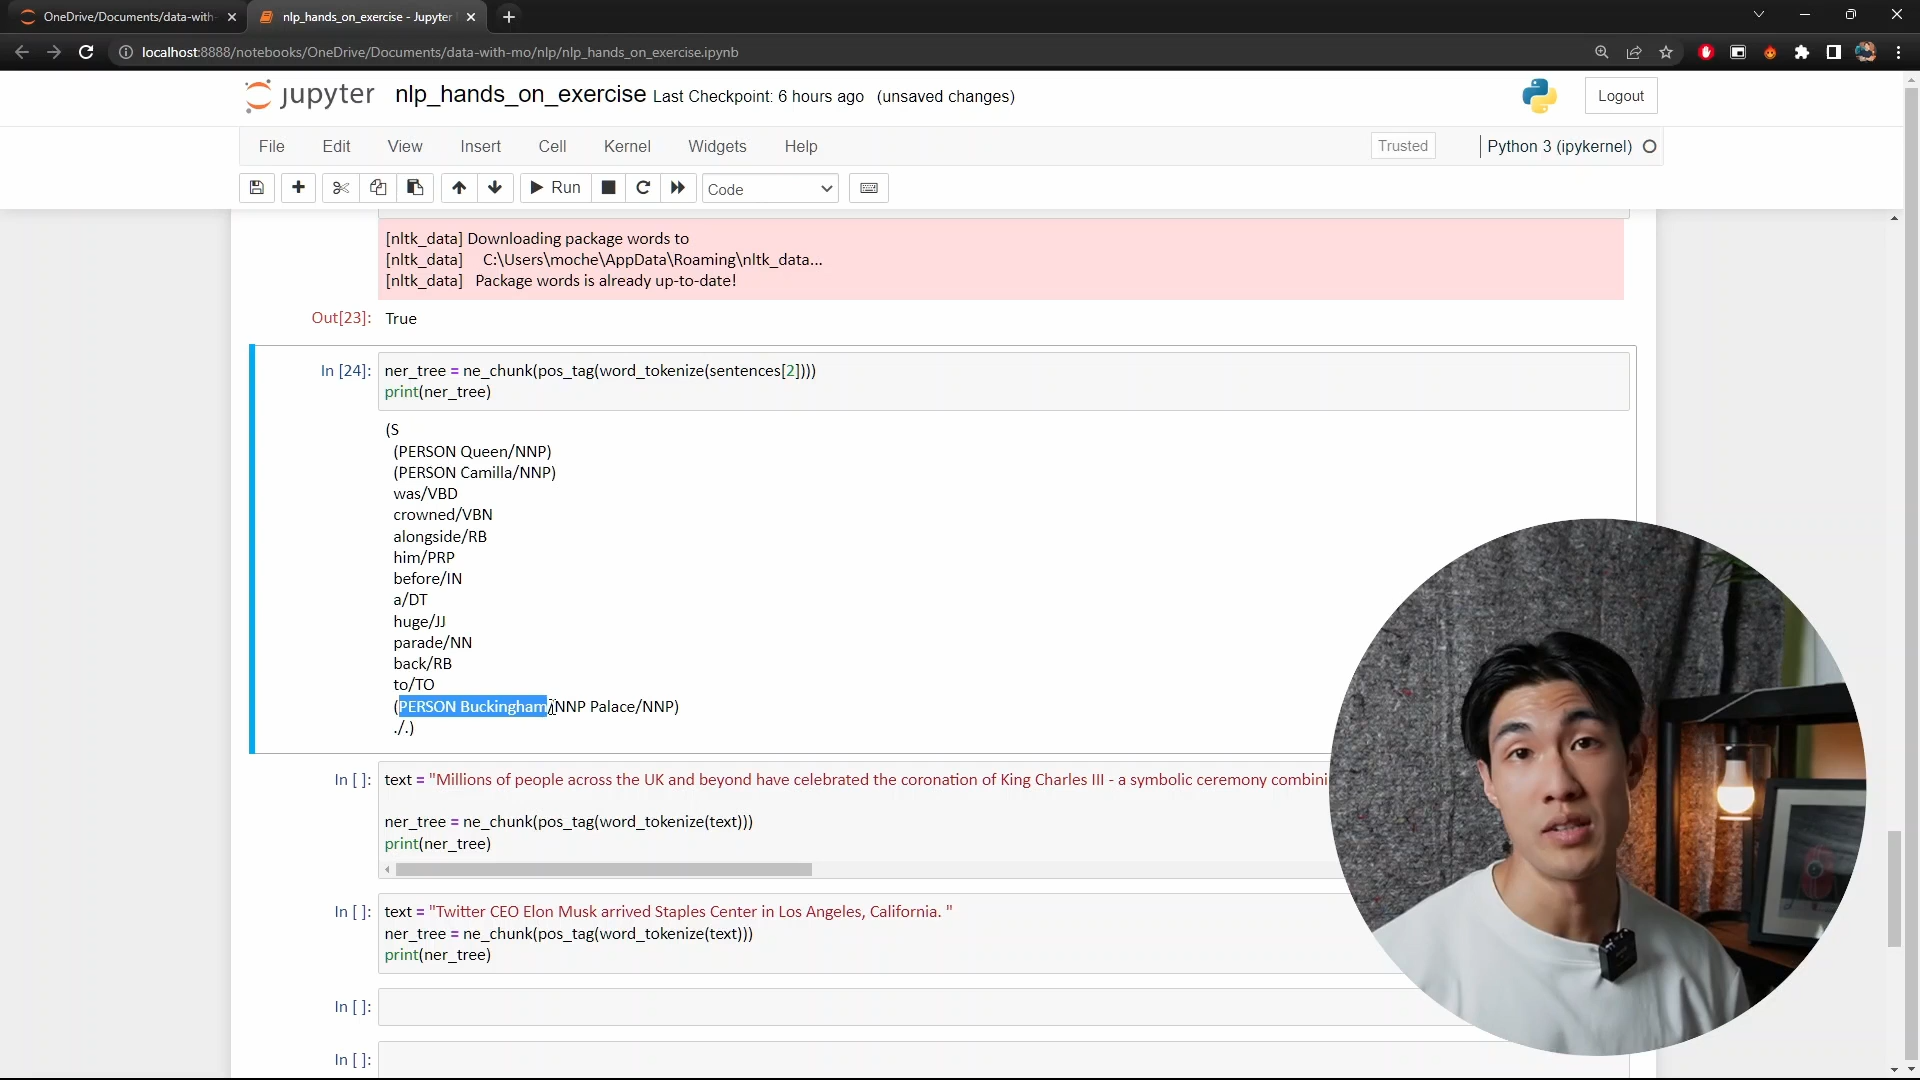 OneDrive/Documents/data-with-
nlp_hands_on_exercise - Jupyter
localhost:8888/notebooks/OneDrive/Documents/data-with-mo/nlp/nlp_hands_on_exercise.ipynb
jupyter nlp_hands_on_exercise Last Checkpoint: 6 hours ago (unsaved changes)
Logout
File Edit View Insert Cell Kernel Widgets Help
Trusted
Python 3 (ipykernel)
Run
Code
[nltk_data] Downloading package words to
[nltk_data] C:\Users\moche\AppData\Roaming\nltk_data...
[nltk_data] Package words is already up-to-date!
Out[23]: True
In [24]: ner_tree = ne_chunk(pos_tag(word_tokenize(sentences[2])))
print(ner_tree)
(S
(PERSON Queen/NNP)
(PERSON Camilla/NNP)
was/VBD
crowned/VBN
alongside/RB
him/PRP
before/IN
a/DT
huge/JJ
parade/NN
back/RB
to/TO
(PERSON Buckingham/NNP Palace/NNP)
./.)
In [ ]: text = "Millions of people across the UK and beyond have celebrated the coronation of King Charles III - a symbolic ceremony combini
ner_tree = ne_chunk(pos_tag(word_tokenize(text)))
print(ner_tree)
In [ ]: text = "Twitter CEO Elon Musk arrived Staples Center in Los Angeles, California. "
ner_tree = ne_chunk(pos_tag(word_tokenize(text)))
print(ner_tree)
In [ ]:
In [ ]: